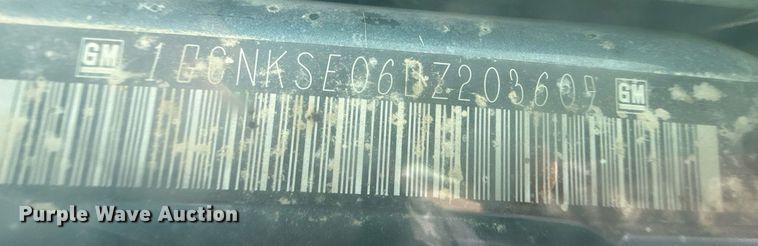 GM 1GCNKSE06DZ203609 GM
Purple Wave Auction